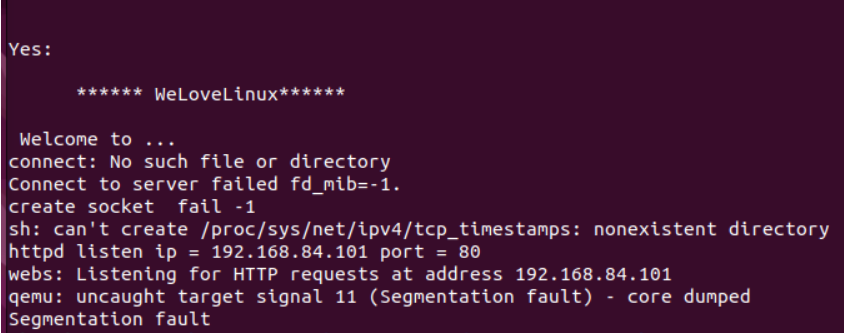 Yes:
****** WeLoveLinux******
Welcome to ...
connect: No such file or directory
Connect to server failed fd_mib=-1.
create socket  fail -1
sh: can't create /proc/sys/net/ipv4/tcp_timestamps: nonexistent directory
httpd listen ip = 192.168.84.101 port = 80
webs: Listening for HTTP requests at address 192.168.84.101
qemu: uncaught target signal 11 (Segmentation fault) - core dumped
Segmentation fault